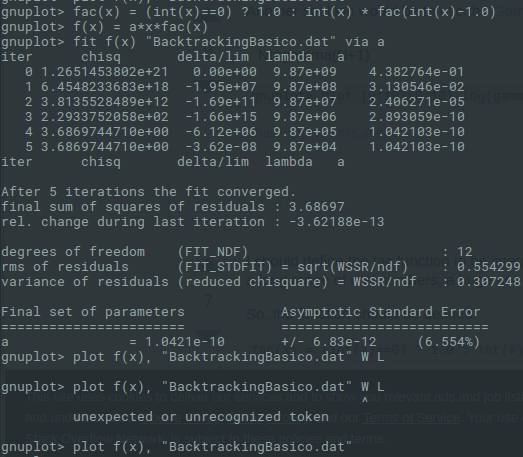 gnuplot> fac(x) = (int(x)==0) ? 1.0 : int(x) * fac(int(x)-1.0)
gnuplot> f(x) = a*x*fac(x)
gnuplot> fit f(x) "BacktrackingBasico.dat" via a
iter chisq delta/lim lambda a
0 1.2651453802e+21 0.00e+00 9.87e+09 4.382764e-01
1 6.4548233683e+18 -1.95e+07 9.87e+08 3.130546e-02
2 3.8135528489e+12 -1.69e+11 9.87e+07 2.406271e-05
3 2.2933752058e+02 -1.66e+15 9.87e+06 2.893059e-10
4 3.6869744710e+00 -6.12e+06 9.87e+05 1.042103e-10
5 3.6869744710e+00 -3.62e-08 9.87e+04 1.042103e-10
iter chisq delta/lim lambda a
After 5 iterations the fit converged.
final sum of squares of residuals : 3.68697
rel. change during last iteration : -3.62188e-13
degrees of freedom (FIT_NDF) : 12
rms of residuals (FIT_STDFIT) = sqrt(WSSR/ndf) : 0.554299
variance of residuals (reduced chisquare) = WSSR/ndf : 0.307248
Final set of parameters Asymptotic Standard Error
======================= ==========================
a = 1.0421e-10 +/- 6.83e-12 (6.554%)
gnuplot> plot f(x), "BacktrackingBasico.dat" W L
gnuplot> plot f(x), "BacktrackingBasico.dat" W L
^
unexpected or unrecognized token
gnuplot> plot f(x), "BacktrackingBasico.dat"